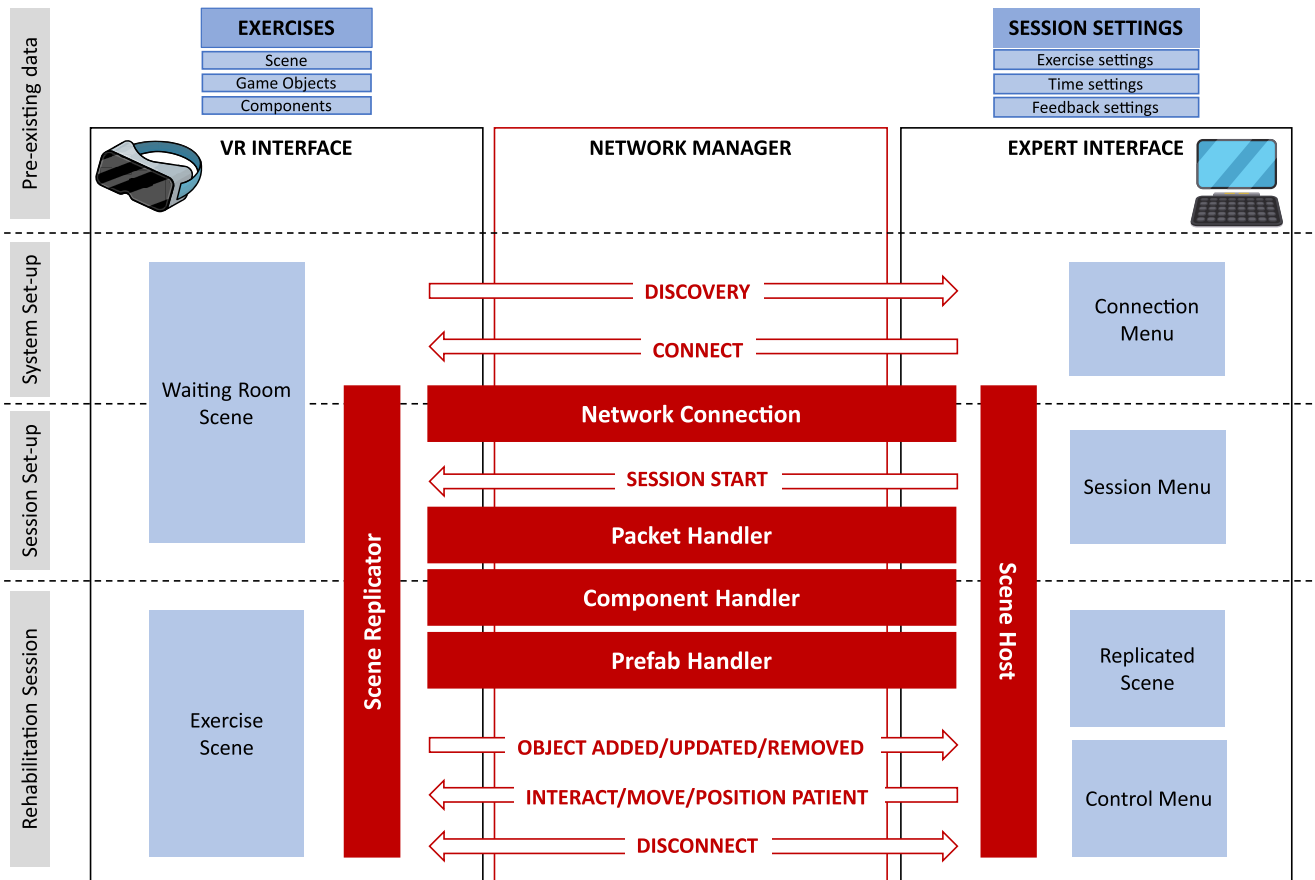 Pre-existing data
EXERCISES
Scene
Game Objects
Components
SESSION SETTINGS
Exercise settings
Time settings
Feedback settings
VR INTERFACE
NETWORK MANAGER
EXPERT INTERFACE
System Set-up
DISCOVERY
CONNECT
Connection
Menu
Waiting Room
Scene
Network Connection
Session Set-up
SESSION START
Session Menu
Packet Handler
Component Handler
Prefab Handler
Scene Replicator
Scene Host
Rehabilitation Session
Exercise
Scene
Replicated
Scene
OBJECT ADDED/UPDATED/REMOVED
INTERACT/MOVE/POSITION PATIENT
Control Menu
DISCONNECT